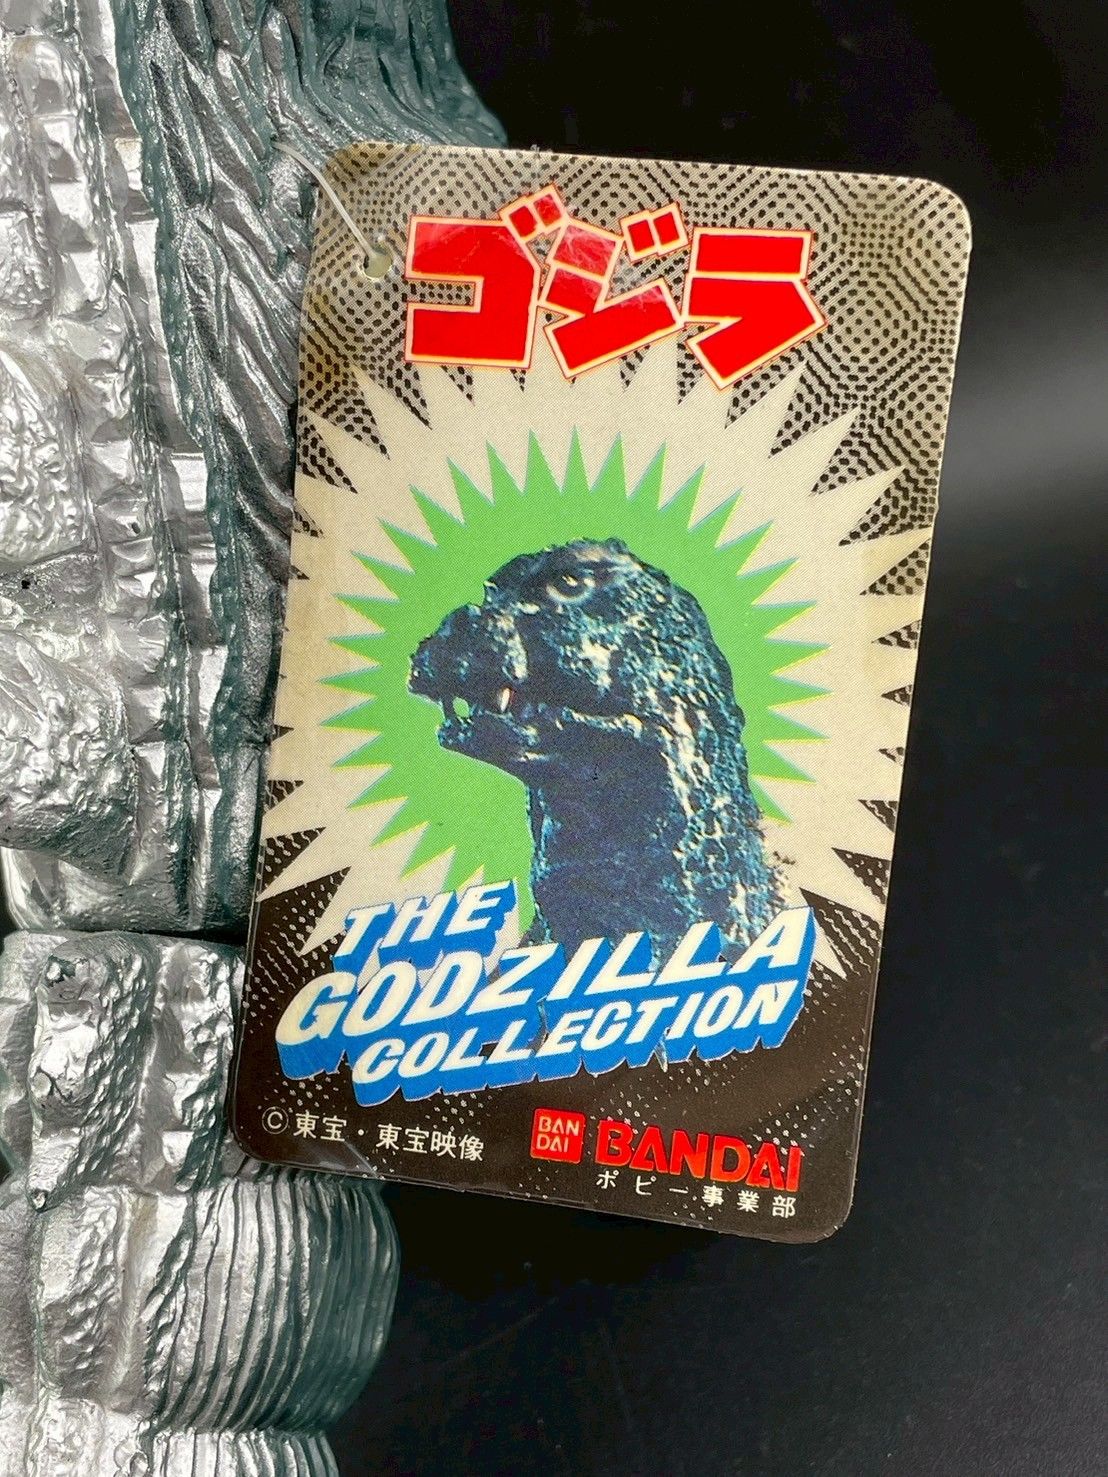 ゴジラ
THE
GODZILLA
COLLECTION
©東宝・東宝映像
BAN
DAI
BANDAI
ポピー事業部